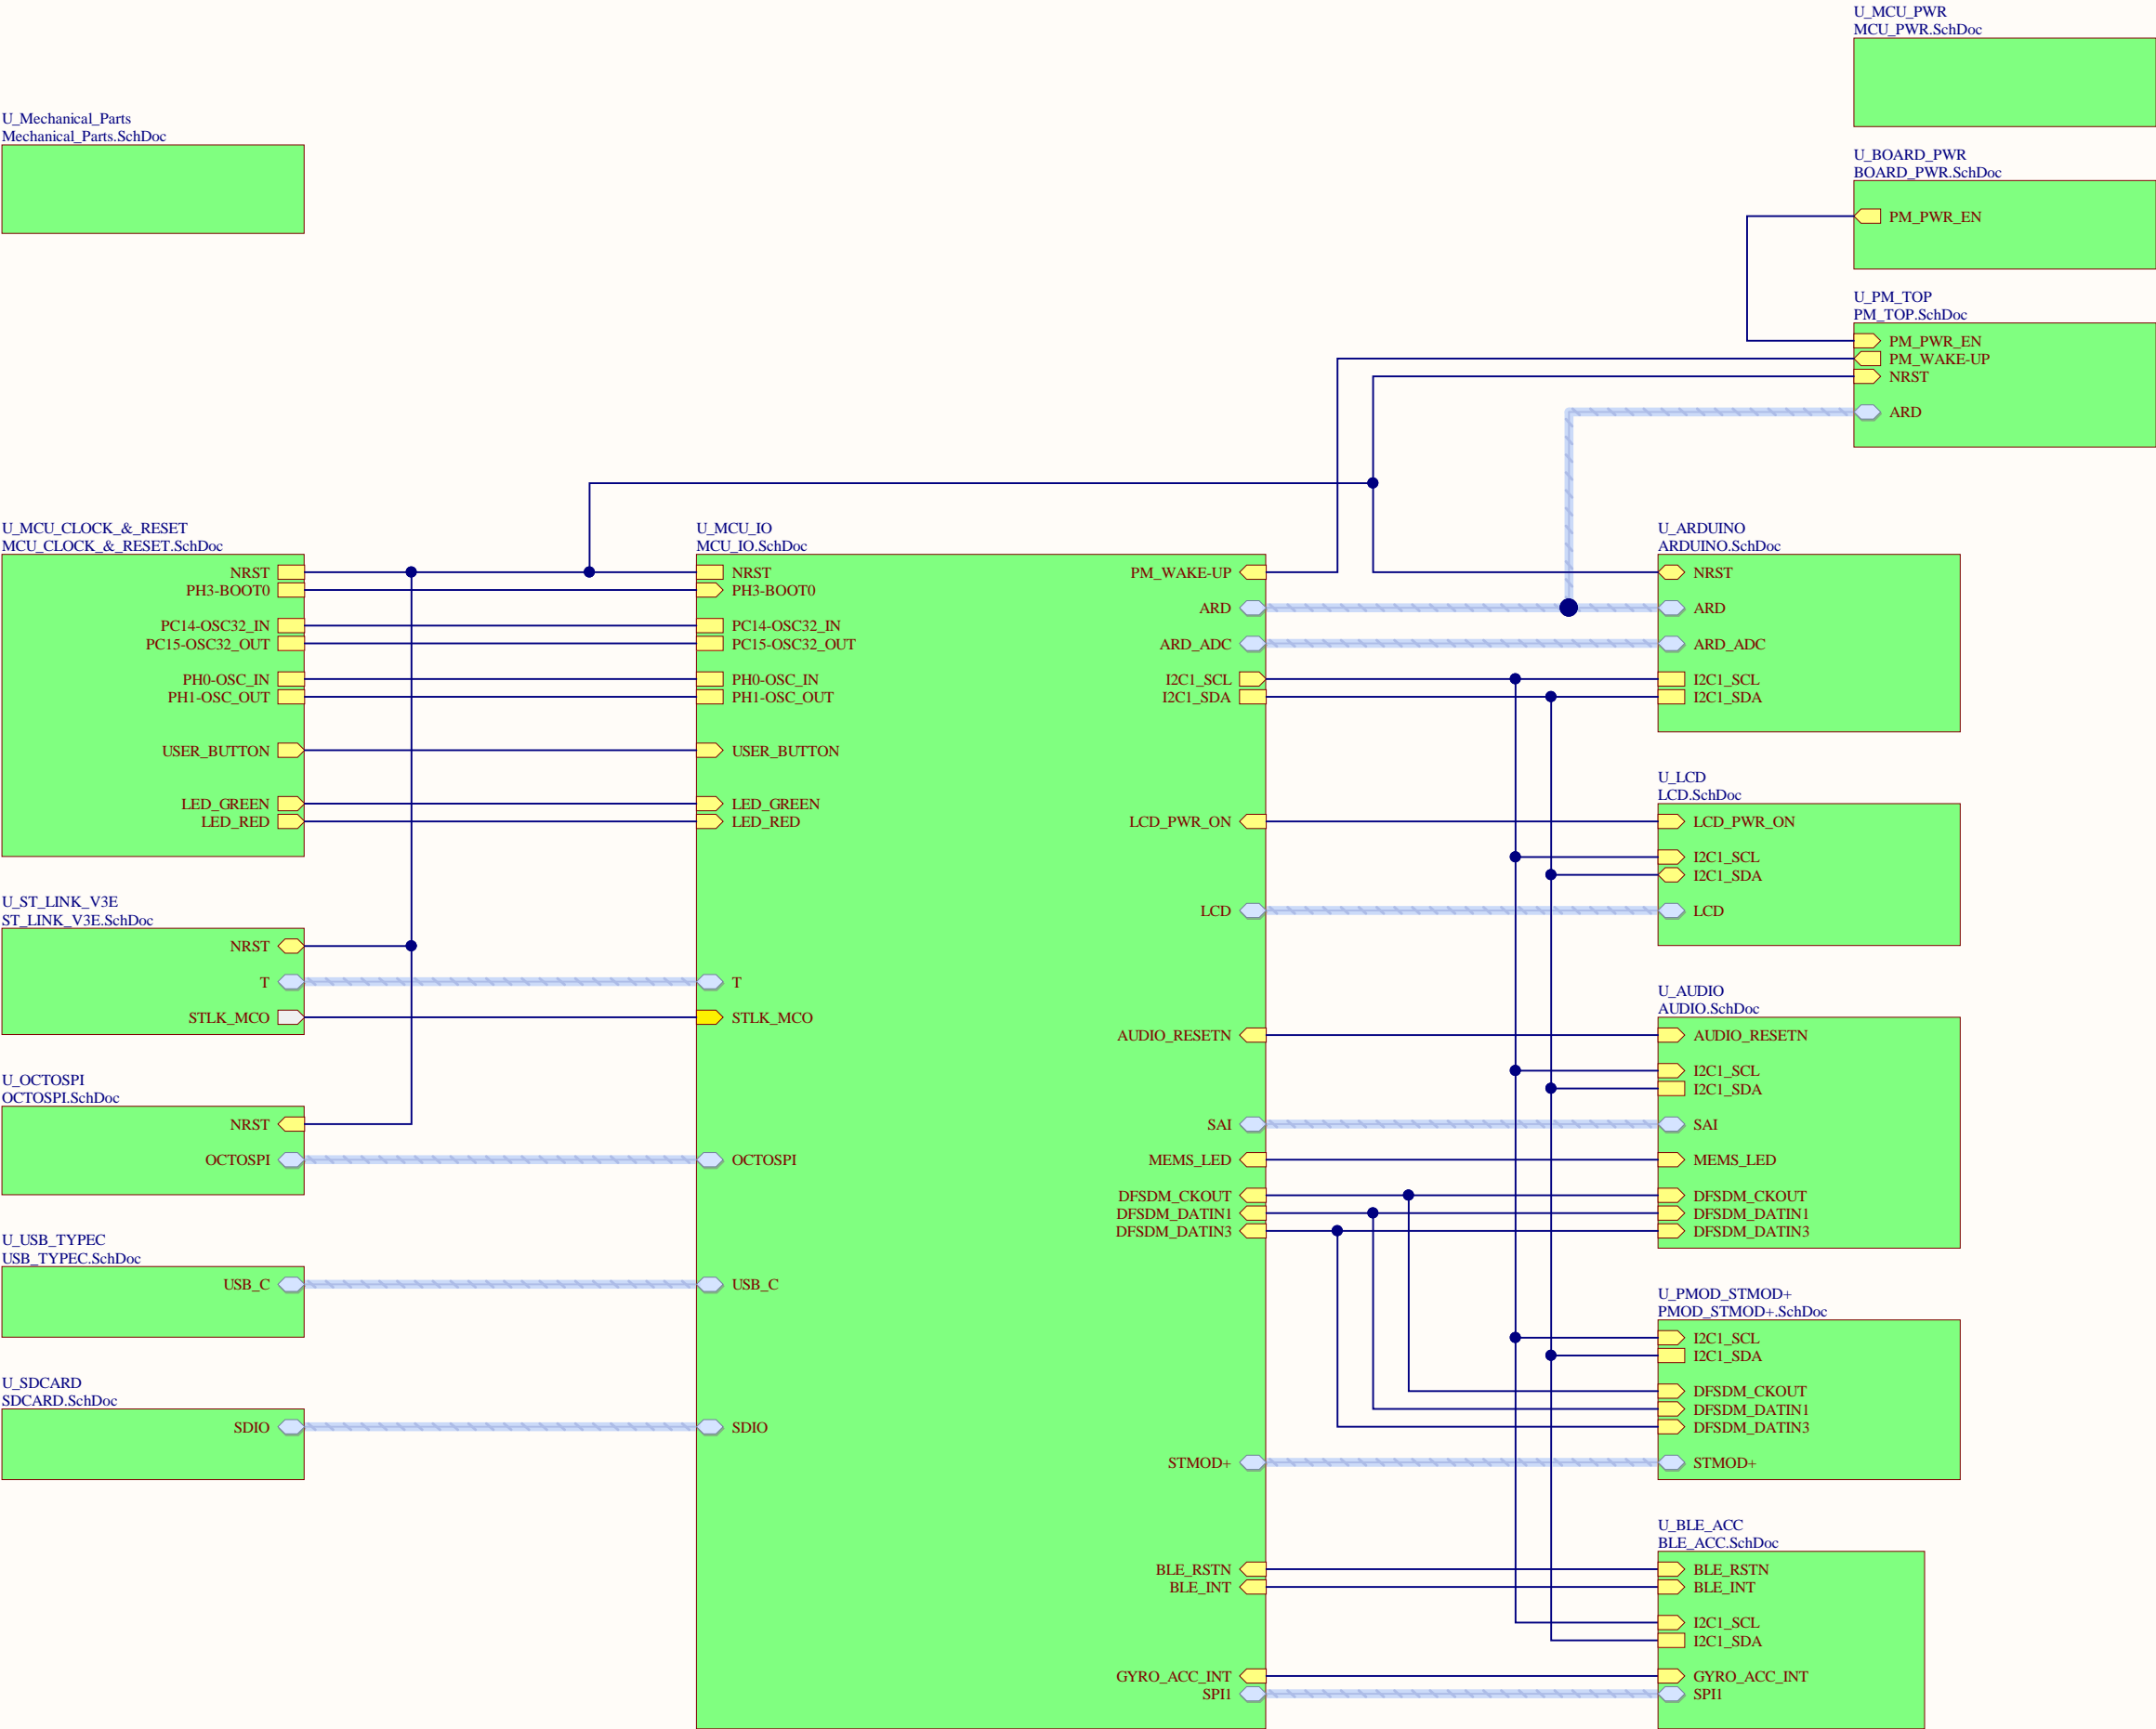 U_MCU_PWR
MCU_PWR.SchDoc
U_Mechanical_Parts
Mechanical_Parts.SchDoc
U_BOARD_PWR
BOARD_PWR.SchDoc
PM_PWR_EN
U_PM_TOP
PM_TOP.SchDoc
PM_PWR_EN
PM_WAKE-UP
NRST
ARD
U_MCU_CLOCK_&_RESET
MCU_CLOCK_&_RESET.SchDoc
NRST
PH3-BOOT0
PC14-OSC32_IN
PC15-OSC32_OUT
PH0-OSC_IN
PH1-OSC_OUT
USER_BUTTON
LED_GREEN
LED_RED
U_ST_LINK_V3E
ST_LINK_V3E.SchDoc
NRST
T
STLK_MCO
U_OCTOSPI
OCTOSPI.SchDoc
NRST
OCTOSPI
U_USB_TYPEC
USB_TYPEC.SchDoc
USB_C
U_SDCARD
SDCARD.SchDoc
SDIO
U_MCU_IO
MCU_IO.SchDoc
NRST
PH3-BOOT0
PC14-OSC32_IN
PC15-OSC32_OUT
PH0-OSC_IN
PH1-OSC_OUT
USER_BUTTON
LED_GREEN
LED_RED
T
STLK_MCO
OCTOSPI
USB_C
SDIO
PM_WAKE-UP
ARD
ARD_ADC
I2C1_SCL
I2C1_SDA
LCD_PWR_ON
LCD
AUDIO_RESETN
SAI
MEMS_LED
DFSDM_CKOUT
DFSDM_DATIN1
DFSDM_DATIN3
STMOD+
BLE_RSTN
BLE_INT
GYRO_ACC_INT
SPI1
U_ARDUINO
ARDUINO.SchDoc
NRST
ARD
ARD_ADC
I2C1_SCL
I2C1_SDA
U_LCD
LCD.SchDoc
LCD_PWR_ON
I2C1_SCL
I2C1_SDA
LCD
U_AUDIO
AUDIO.SchDoc
AUDIO_RESETN
I2C1_SCL
I2C1_SDA
SAI
MEMS_LED
DFSDM_CKOUT
DFSDM_DATIN1
DFSDM_DATIN3
U_PMOD_STMOD+
PMOD_STMOD+.SchDoc
I2C1_SCL
I2C1_SDA
DFSDM_CKOUT
DFSDM_DATIN1
DFSDM_DATIN3
STMOD+
U_BLE_ACC
BLE_ACC.SchDoc
BLE_RSTN
BLE_INT
I2C1_SCL
I2C1_SDA
GYRO_ACC_INT
SPI1